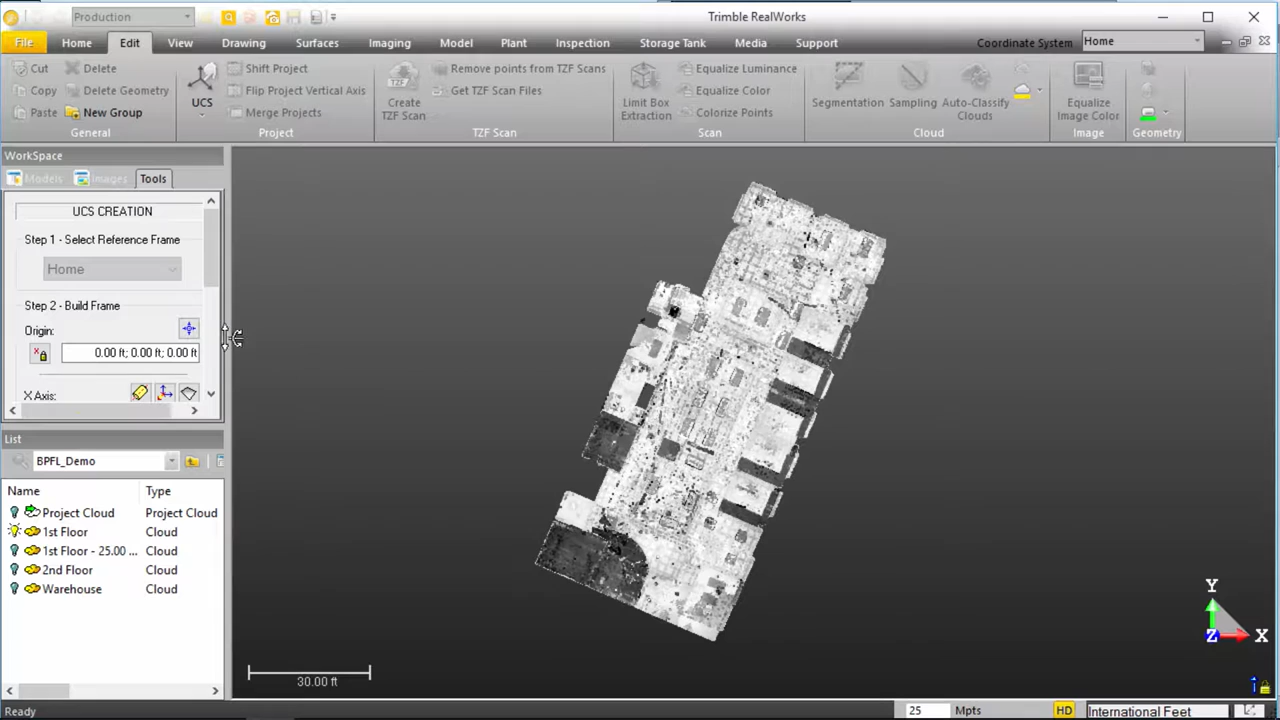 Production
Trimble RealWorks
File Home Edit View Drawing Surfaces Imaging Model Plant Inspection Storage Tank Media Support Coordinate System Home
Cut Delete
Copy Delete Geometry
Paste New Group
General
UCS
Shift Project
Flip Project Vertical Axis
Merge Projects
Project
Create
TZF Scan
Remove points from TZF Scans
Get TZF Scan Files
TZF Scan
Limit Box
Extraction
Equalize Luminance
Equalize Color
Colorize Points
Scan
Segmentation Sampling Auto-Classify
Clouds
Cloud
Equalize
Image Color
Image
Geometry
WorkSpace
Models Images Tools
UCS CREATION
Step 1 - Select Reference Frame
Home
Step 2 - Build Frame
Origin:
0.00 ft; 0.00 ft; 0.00 ft
X Axis:
List
BPFL_Demo
Name Type
Project Cloud Project Cloud
1st Floor Cloud
1st Floor - 25.00 ... Cloud
2nd Floor Cloud
Warehouse Cloud
30.00 ft
Y
Z X
Ready 25 Mpts HD International Feet